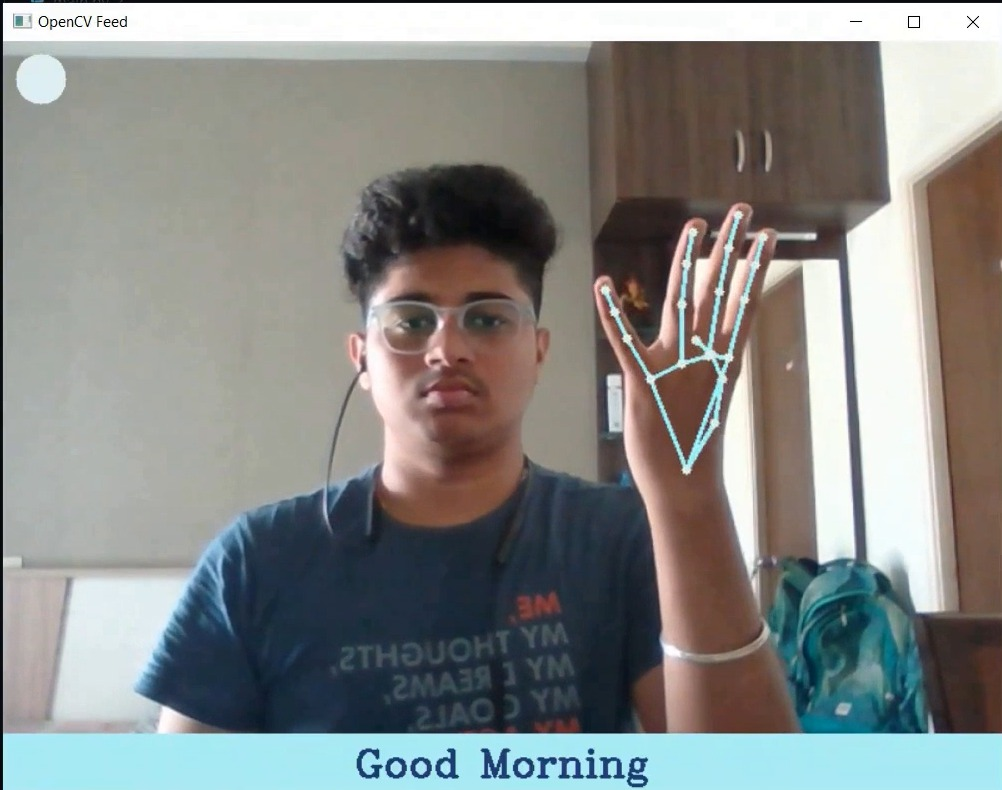 OpenCV Feed
ME,
MY THOUGHTS,
MY DREAMS,
MY GOALS,
Good Morning